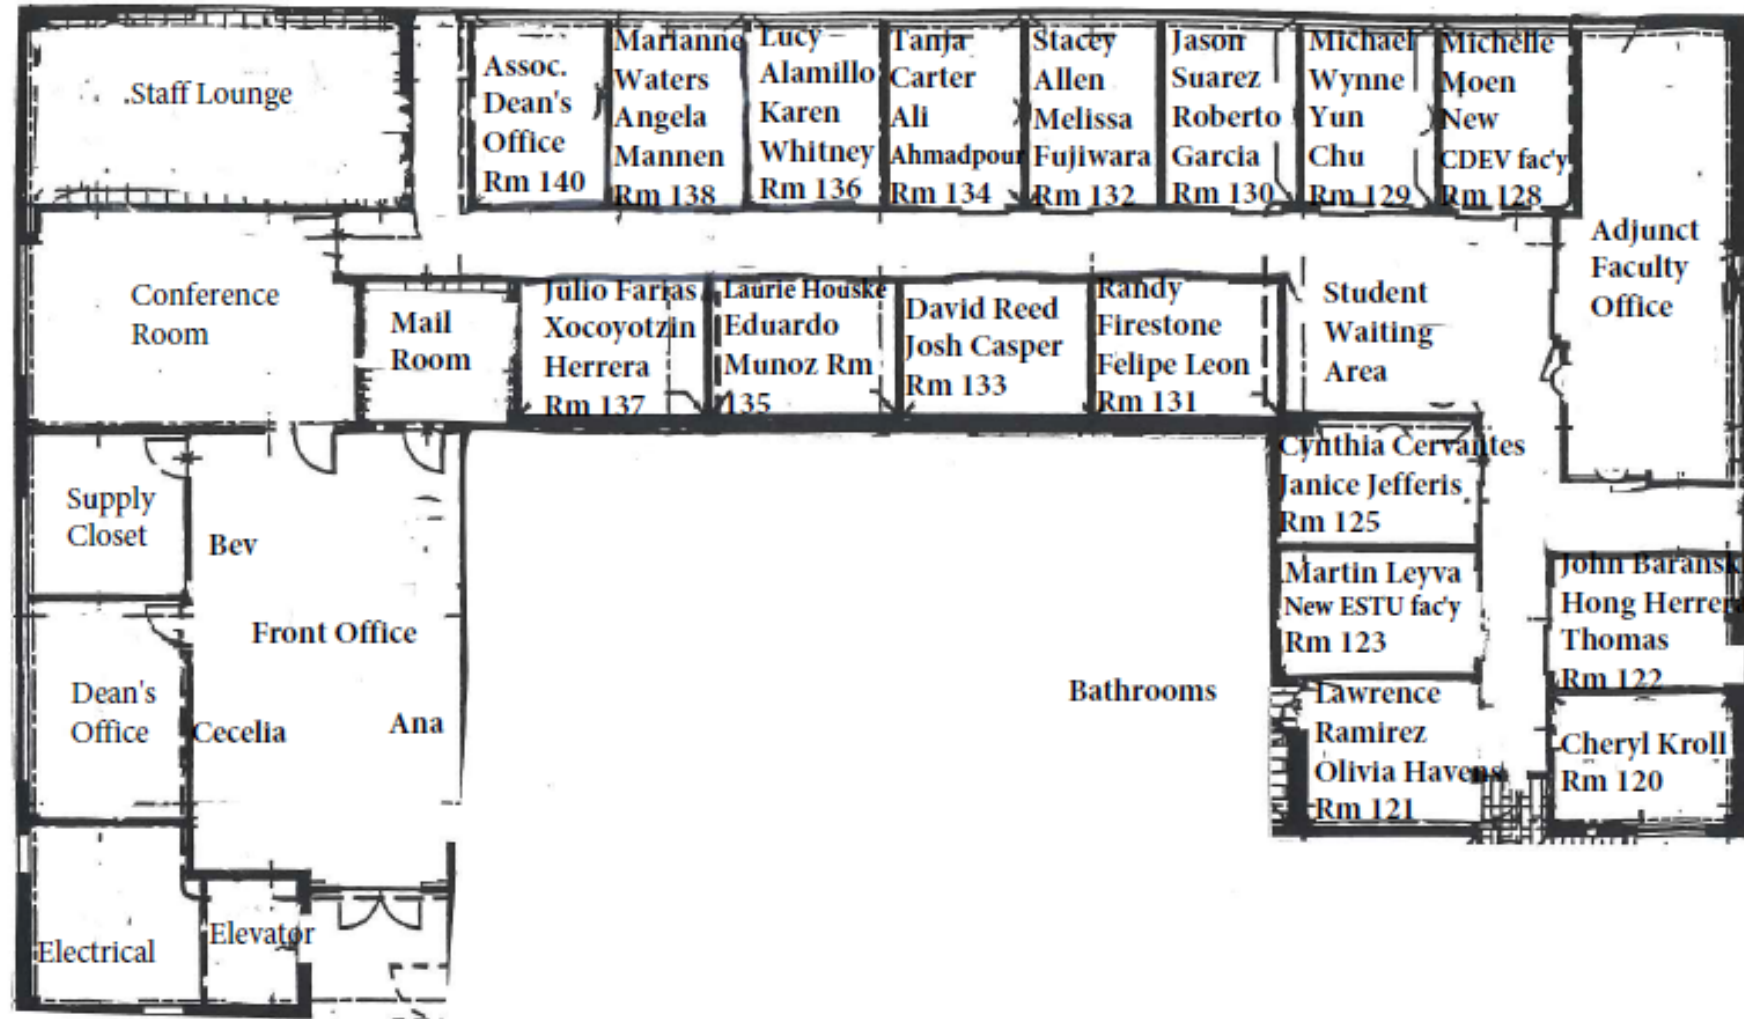 Staff Lounge
Assoc.
Dean's
Office
Rm 140
Marianne
Waters
Angela
Mannen
Rm 138
Lucy
Alamillo
Karen
Whitney
Rm 136
Tanja
Carter
Ali
Ahmadpour
Rm 134
Stacey
Allen
Melissa
Fujiwara
Rm 132
Jason
Suarez
Roberto
Garcia
Rm 130
Michael
Wynne
Yun
Chu
Rm 129
Michelle
Moen
New
CDEV fac'y
Rm 128
Adjunct
Faculty
Office
Conference
Room
Mail
Room
Julio Farias
Xocoyotzin
Herrera
Rm 137
Laurie Houske
Eduardo
Munoz Rm
135
David Reed
Josh Casper
Rm 133
Randy
Firestone
Felipe Leon
Rm 131
Student
Waiting
Area
Cynthia Cervantes
Janice Jefferis
Rm 125
Supply
Closet
Bev
Martin Leyva
New ESTU fac'y
Rm 123
John Baransk
Hong Herrera
Thomas
Rm 122
Front Office
Dean's
Office
Cecelia
Ana
Bathrooms
Lawrence
Ramirez
Olivia Havens
Rm 121
Cheryl Kroll
Rm 120
Electrical
Elevator